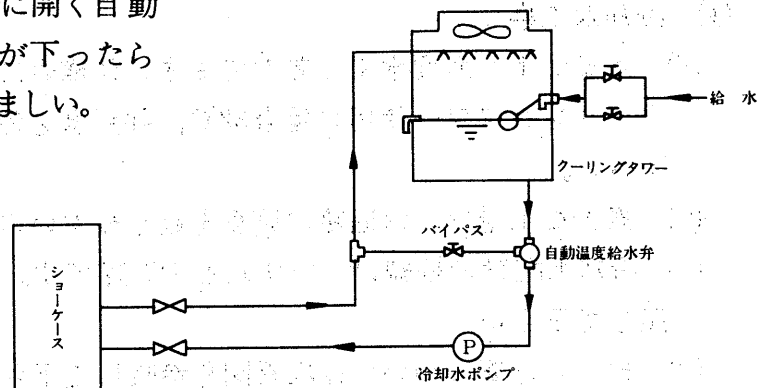 に開く自動
が下ったら
ましい。
給水
クーリングタワー
バイパス
自動温度給水弁
ショーケース
P
冷却水ポンプ